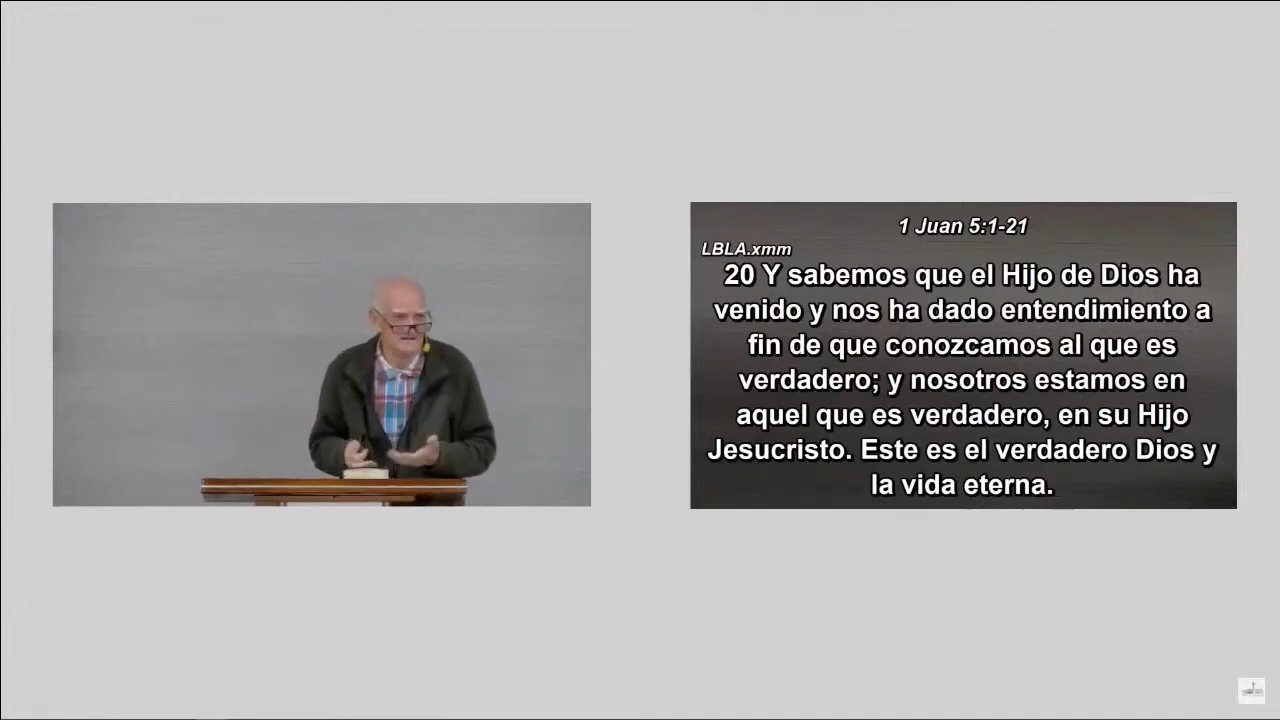 1 Juan 5:1-21
LBLA.xmm
20 Y sabemos que el Hijo de Dios ha
venido y nos ha dado entendimiento a
fin de que conozcamos al que es
verdadero; y nosotros estamos en
aquel que es verdadero, en su Hijo
Jesucristo. Este es el verdadero Dios y
la vida eterna.